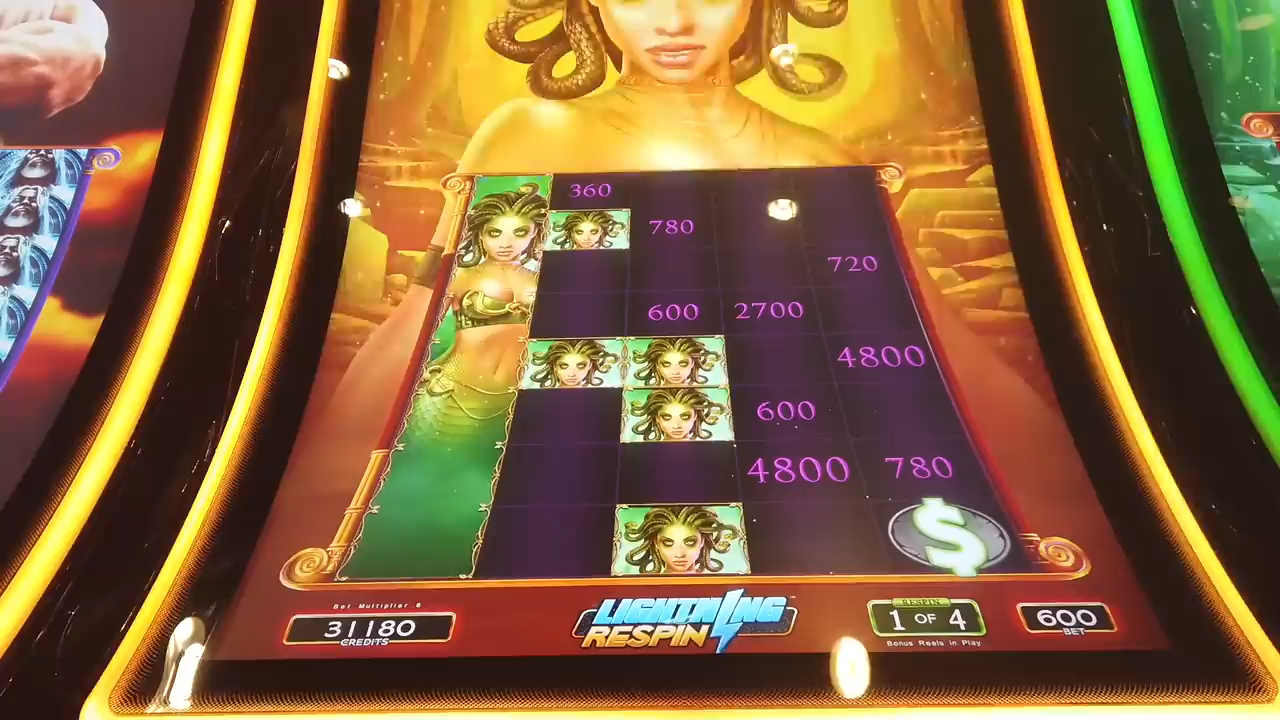 360
780
720
600 2700
4800
600
4800 780
$
Bet Multiplier 6
31180
CREDITS
LIGHTNING
RESPIN
RESPIN
1 OF 4
Bonus Reels in Play
600
BET